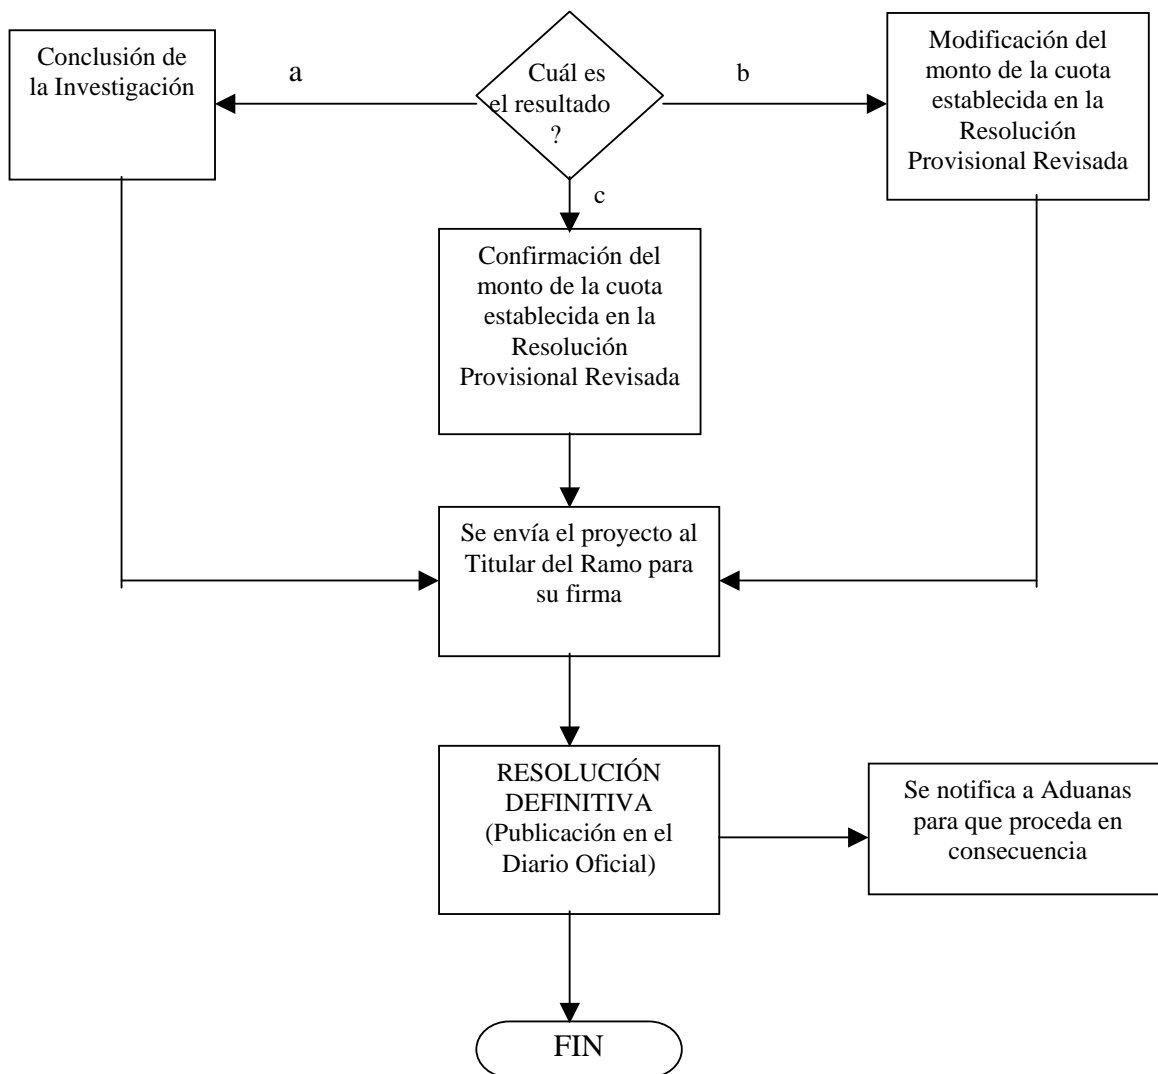 Conclusión de
la Investigación
a
Cuál es
el resultado
?
b
Modificación del
monto de la cuota
establecida en la
Resolución
Provisional Revisada
c
Confirmación del
monto de la cuota
establecida en la
Resolución
Provisional Revisada
Se envía el proyecto al
Titular del Ramo para
su firma
RESOLUCIÓN
DEFINITIVA
(Publicación en el
Diario Oficial)
Se notifica a Aduanas
para que proceda en
consecuencia
FIN